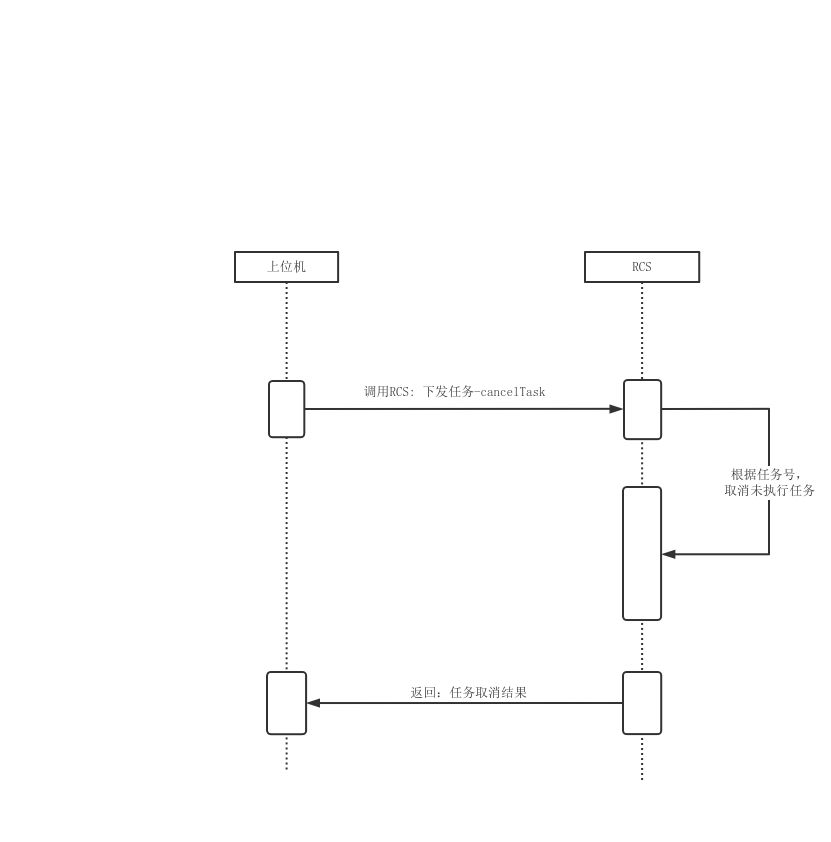 上位机
RCS
调用RCS: 下发任务-cancelTask
根据任务号，
取消未执行任务
返回: 任务取消结果